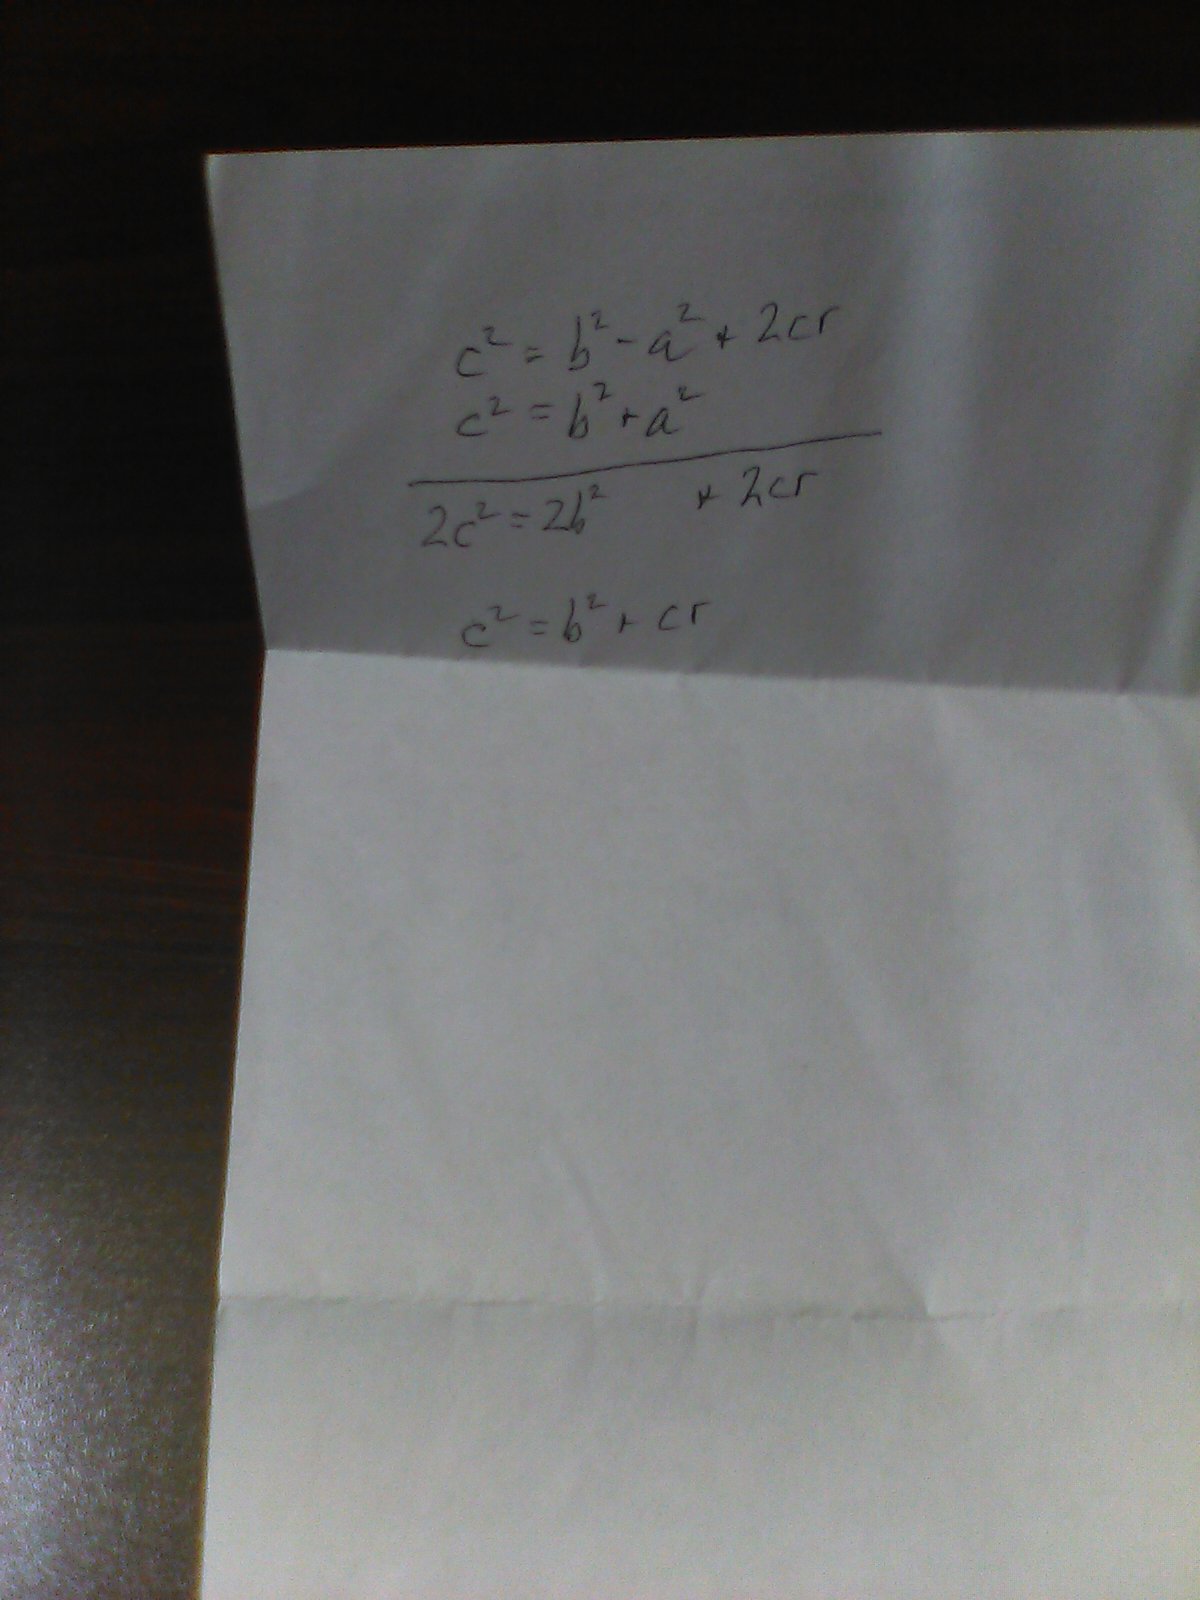 c² = b² - a² + 2cr
c² = b² + a²
2c² = 2b² + 2cr
c² = b² + cr